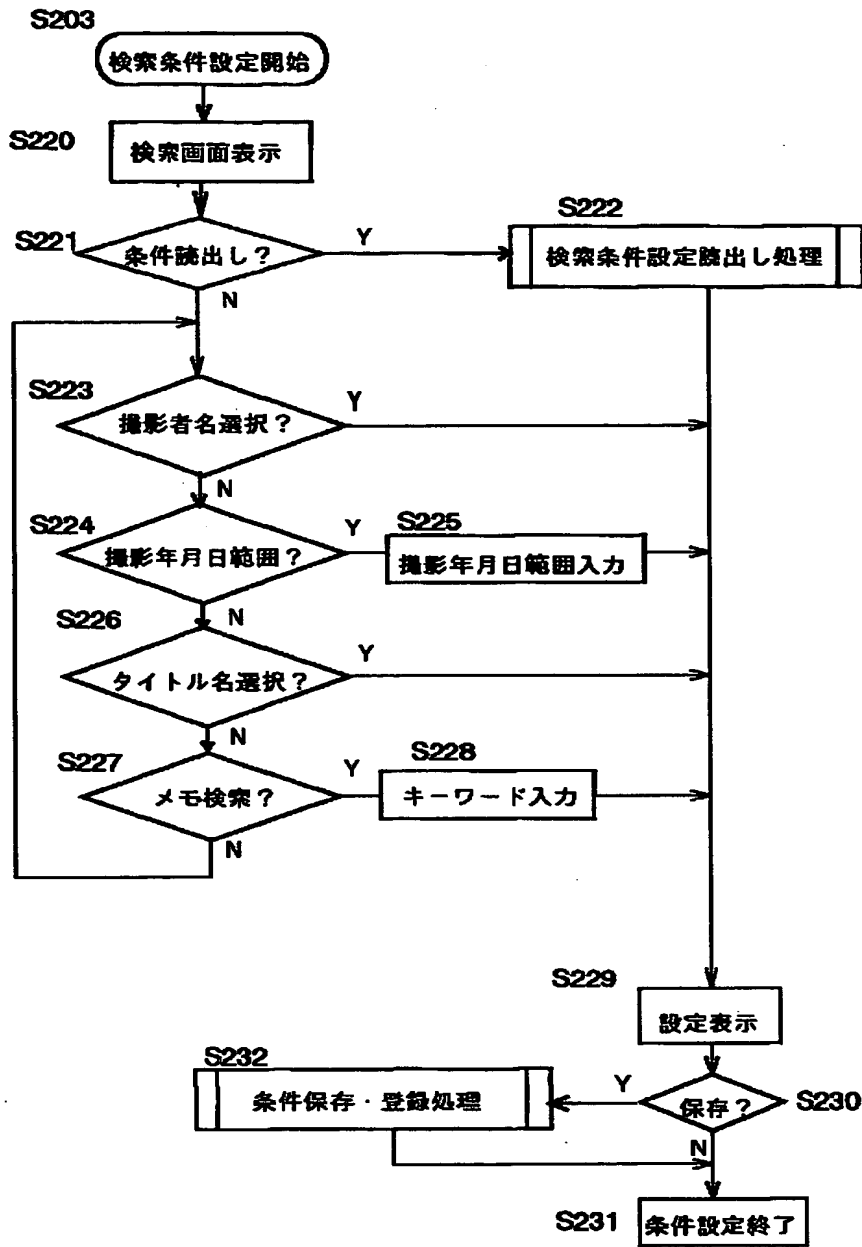 S203
検索条件設定開始
S220
検索画面表示
S221
条件読出し？
Y
N
S222
検索条件設定読出し処理
S223
撮影者名選択？
Y
N
S224
撮影年月日範囲？
Y
N
S225
撮影年月日範囲入力
S226
タイトル名選択？
Y
N
S227
メモ検索？
Y
N
S228
キーワード入力
S229
設定表示
S230
保存？
Y
N
S232
条件保存・登録処理
S231
条件設定終了